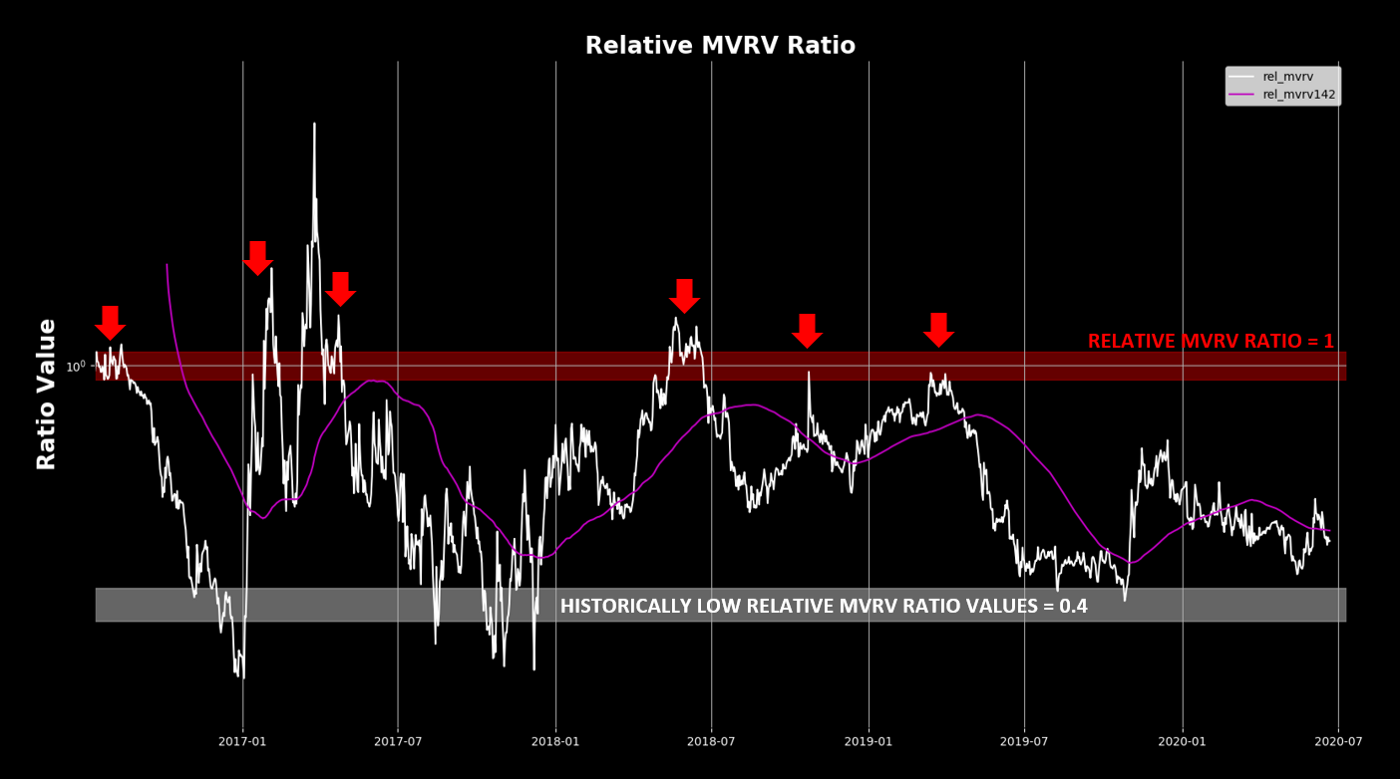 Relative MVRV Ratio
rel_mvrv
rel_mvrv142
RELATIVE MVRV RATIO = 1
10⁰
Ratio Value
HISTORICALLY LOW RELATIVE MVRV RATIO VALUES = 0.4
2017-01 2017-07 2018-01 2018-07 2019-01 2019-07 2020-01 2020-07